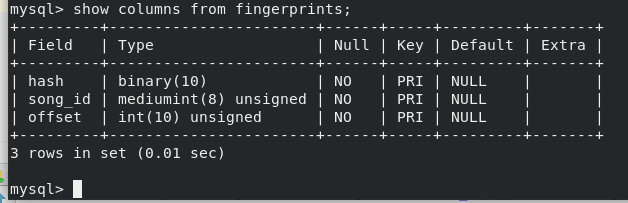 mysql> show columns from fingerprints;
+---------+-----------------------+------+-----+---------+-------+
| Field   | Type                  | Null | Key | Default | Extra |
+---------+-----------------------+------+-----+---------+-------+
| hash    | binary(10)            | NO   | PRI | NULL    |       |
| song_id | mediumint(8) unsigned | NO   | PRI | NULL    |       |
| offset  | int(10) unsigned      | NO   | PRI | NULL    |       |
+---------+-----------------------+------+-----+---------+-------+
3 rows in set (0.01 sec)
mysql>